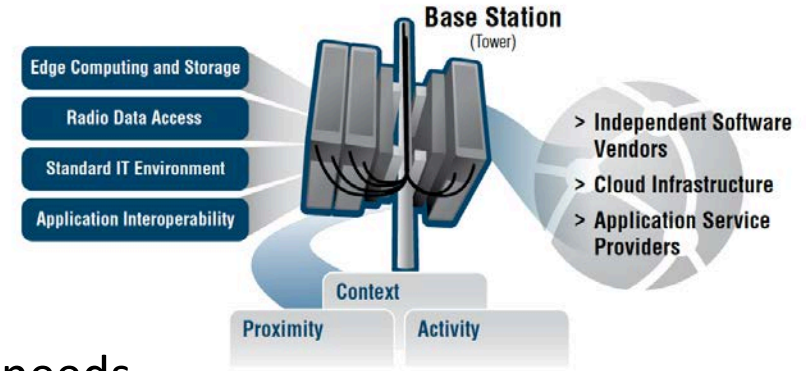 Base Station
(Tower)
Edge Computing and Storage
Radio Data Access
Standard IT Environment
Application Interoperability
> Independent Software
Vendors
> Cloud Infrastructure
> Application Service
Providers
Context
Proximity
Activity
needs